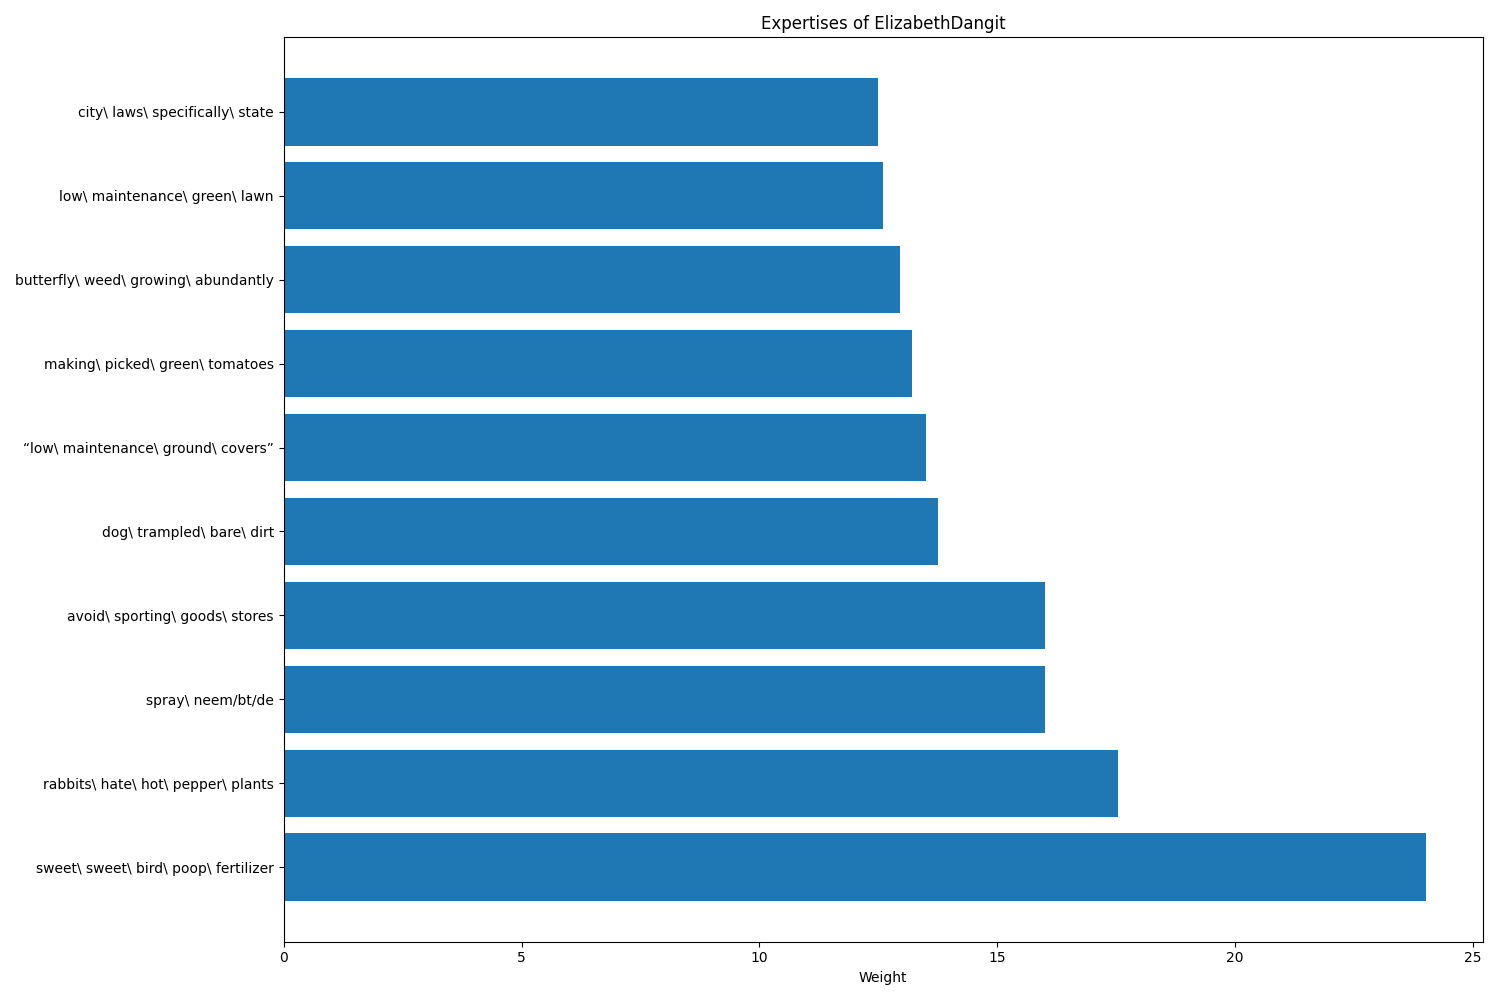 Expertises of ElizabethDangit
city\ laws\ specifically\ state
low\ maintenance\ green\ lawn
butterfly\ weed\ growing\ abundantly
making\ picked\ green\ tomatoes
“low\ maintenance\ ground\ covers”
dog\ trampled\ bare\ dirt
avoid\ sporting\ goods\ stores
spray\ neem/bt/de
rabbits\ hate\ hot\ pepper\ plants
sweet\ sweet\ bird\ poop\ fertilizer
0 5 10 15 20 25
Weight